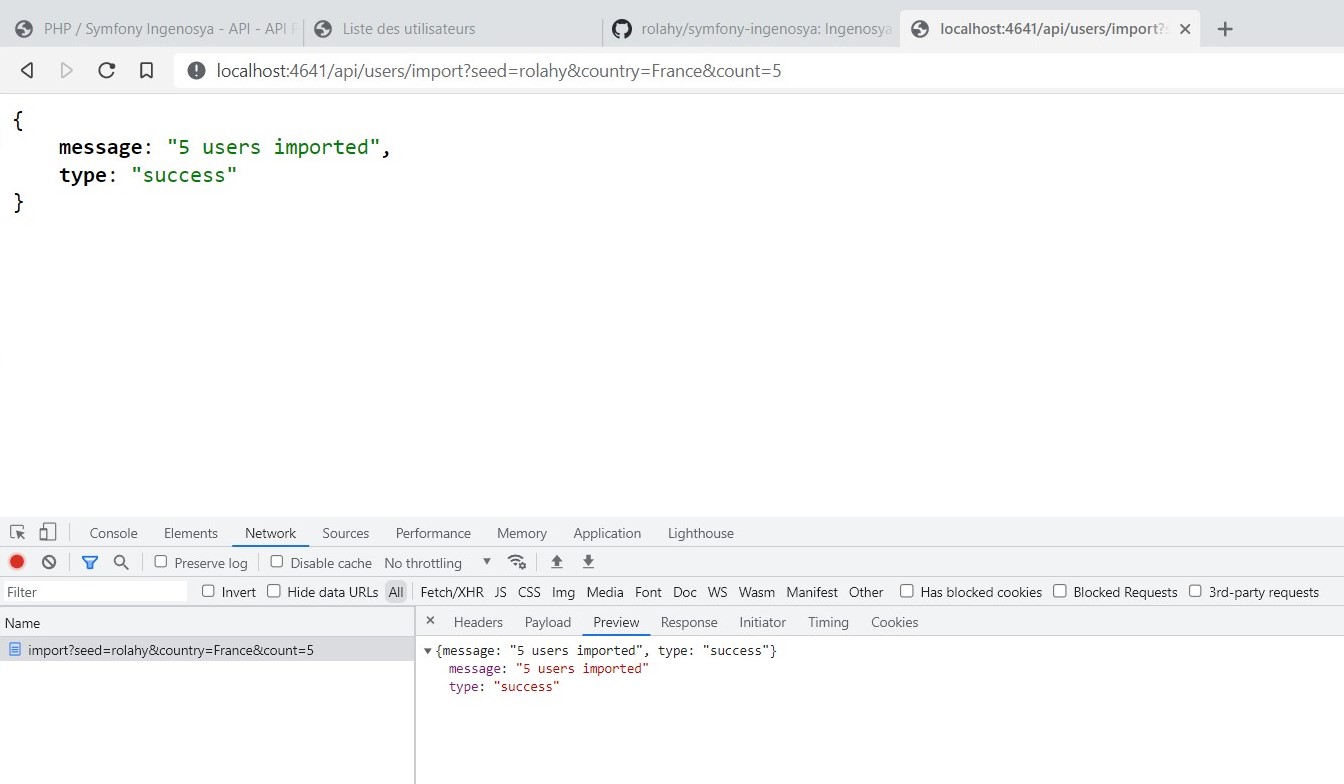 PHP / Symfony Ingenosya - API - API P
Liste des utilisateurs
rolahy/symfony-ingenosya: Ingenosya
localhost:4641/api/users/import?s
localhost:4641/api/users/import?seed=rolahy&country=France&count=5
{
message: "5 users imported",
type: "success"
}
Console Elements Network Sources Performance Memory Application Lighthouse
Preserve log Disable cache No throttling
Filter Invert Hide data URLs All Fetch/XHR JS CSS Img Media Font Doc WS Wasm Manifest Other Has blocked cookies Blocked Requests 3rd-party requests
Name
Headers Payload Preview Response Initiator Timing Cookies
import?seed=rolahy&country=France&count=5
{message: "5 users imported", type: "success"}
message: "5 users imported"
type: "success"